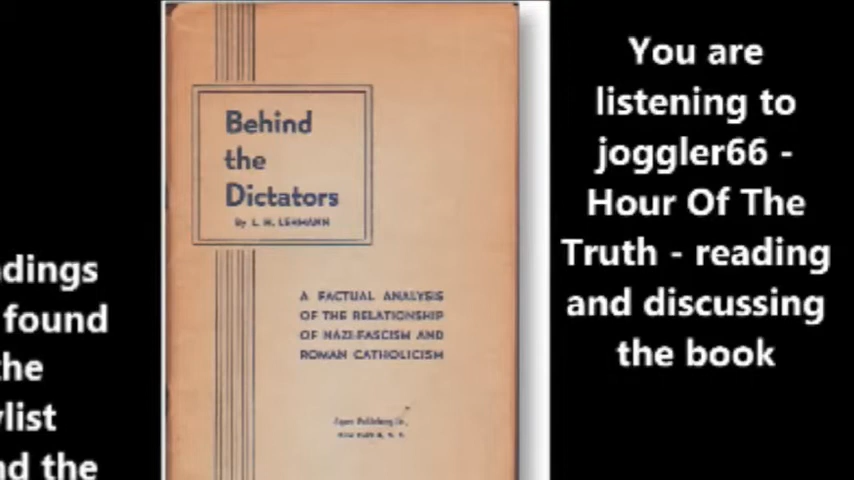 dings
found
the
list
nd the
Behind
the
Dictators
By L. H. LEHMANN
A FACTUAL ANALYSIS
OF THE RELATIONSHIP
OF NAZI-FASCISM AND
ROMAN CATHOLICISM
You are
listening to
joggler66 -
Hour Of The
Truth - reading
and discussing
the book